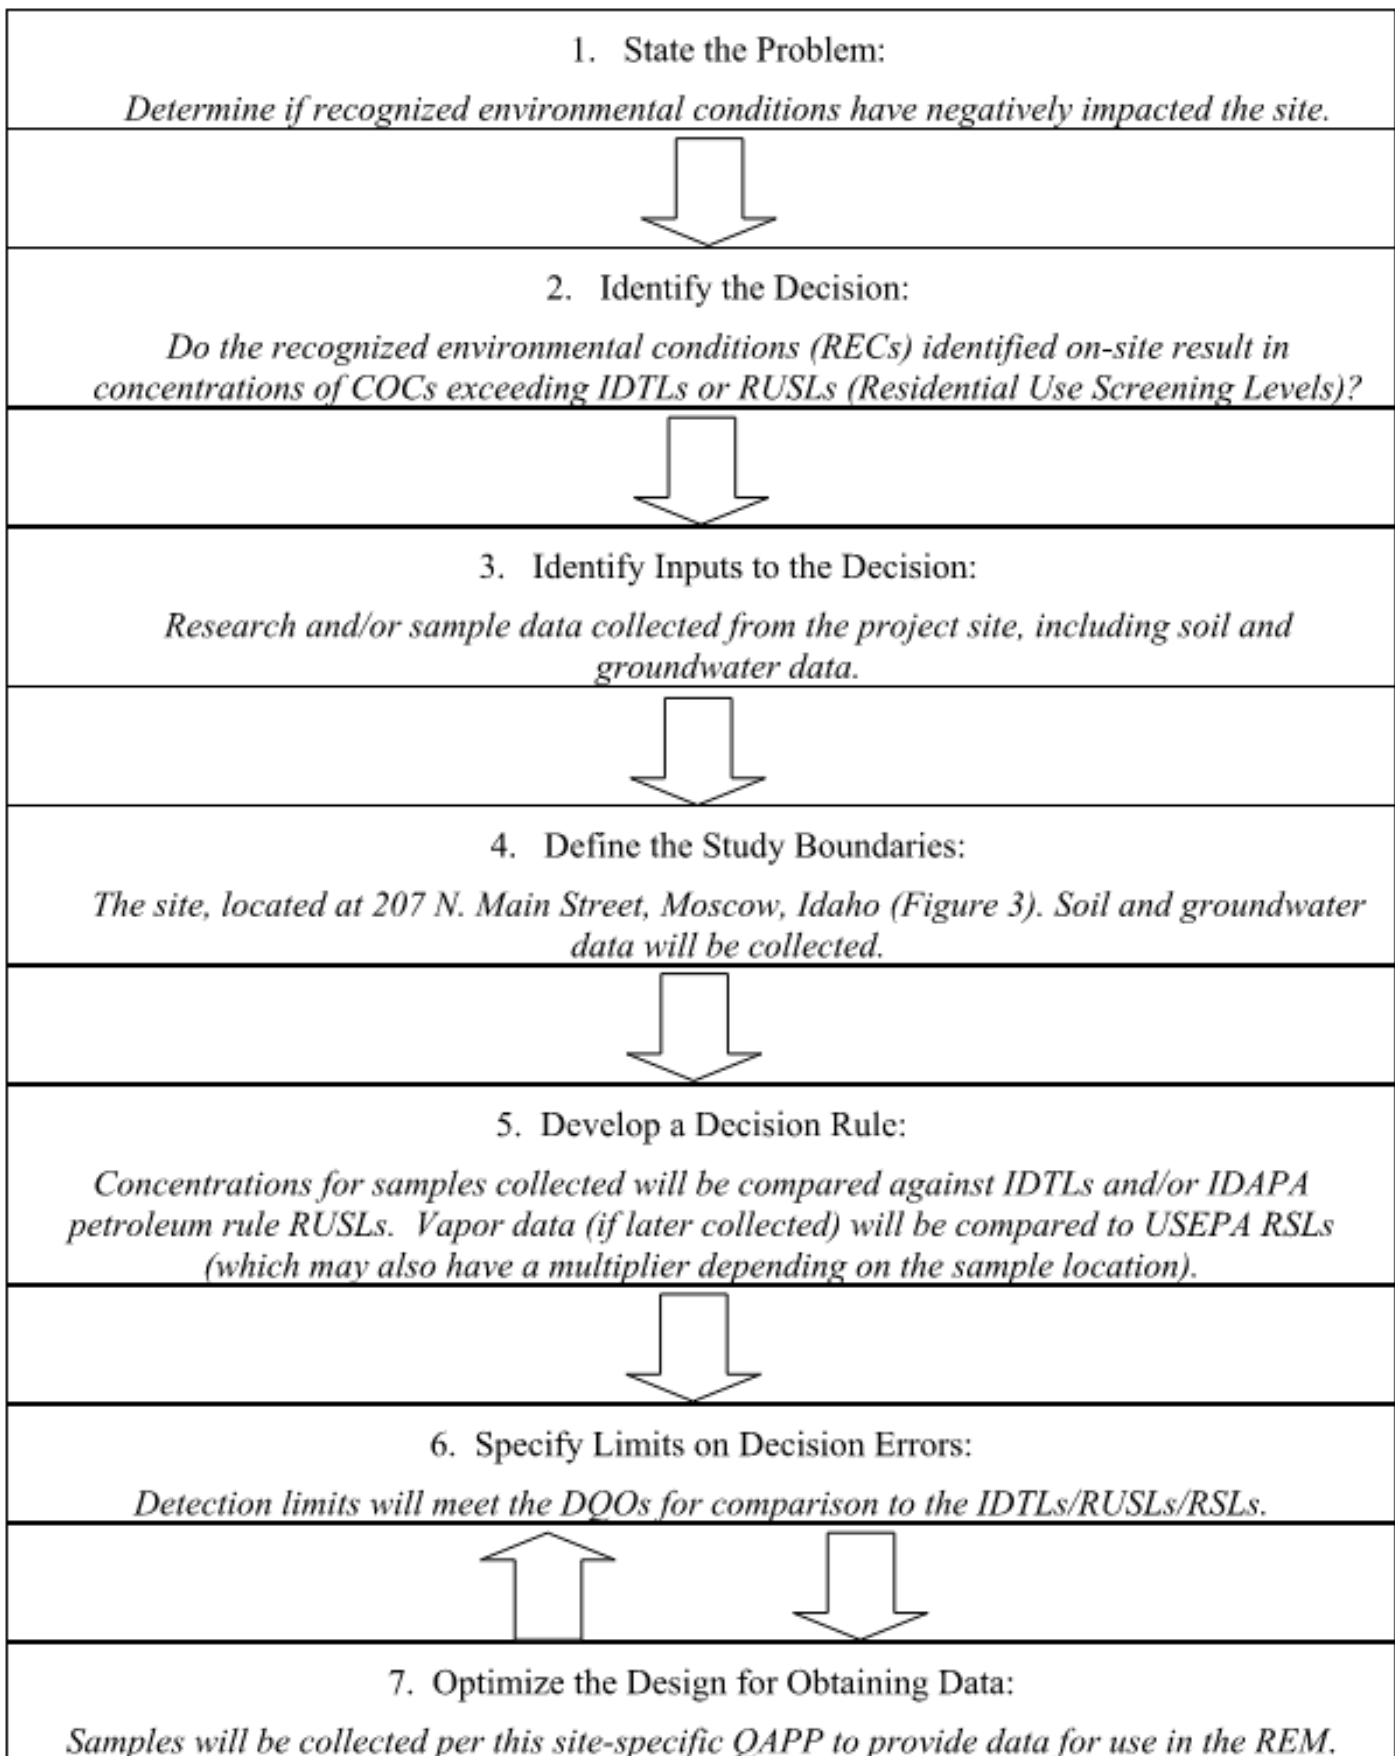 1. State the Problem:
Determine if recognized environmental conditions have negatively impacted the site.
2. Identify the Decision:
Do the recognized environmental conditions (RECs) identified on-site result in
concentrations of COCs exceeding IDTLs or RUSLs (Residential Use Screening Levels)?
3. Identify Inputs to the Decision:
Research and/or sample data collected from the project site, including soil and
groundwater data.
4. Define the Study Boundaries:
The site, located at 207 N. Main Street, Moscow, Idaho (Figure 3). Soil and groundwater
data will be collected.
5. Develop a Decision Rule:
Concentrations for samples collected will be compared against IDTLs and/or IDAPA
petroleum rule RUSLs. Vapor data (if later collected) will be compared to USEPA RSLs
(which may also have a multiplier depending on the sample location).
6. Specify Limits on Decision Errors:
Detection limits will meet the DQOs for comparison to the IDTLs/RUSLs/RSLs.
7. Optimize the Design for Obtaining Data:
Samples will be collected per this site-specific QAPP to provide data for use in the REM.